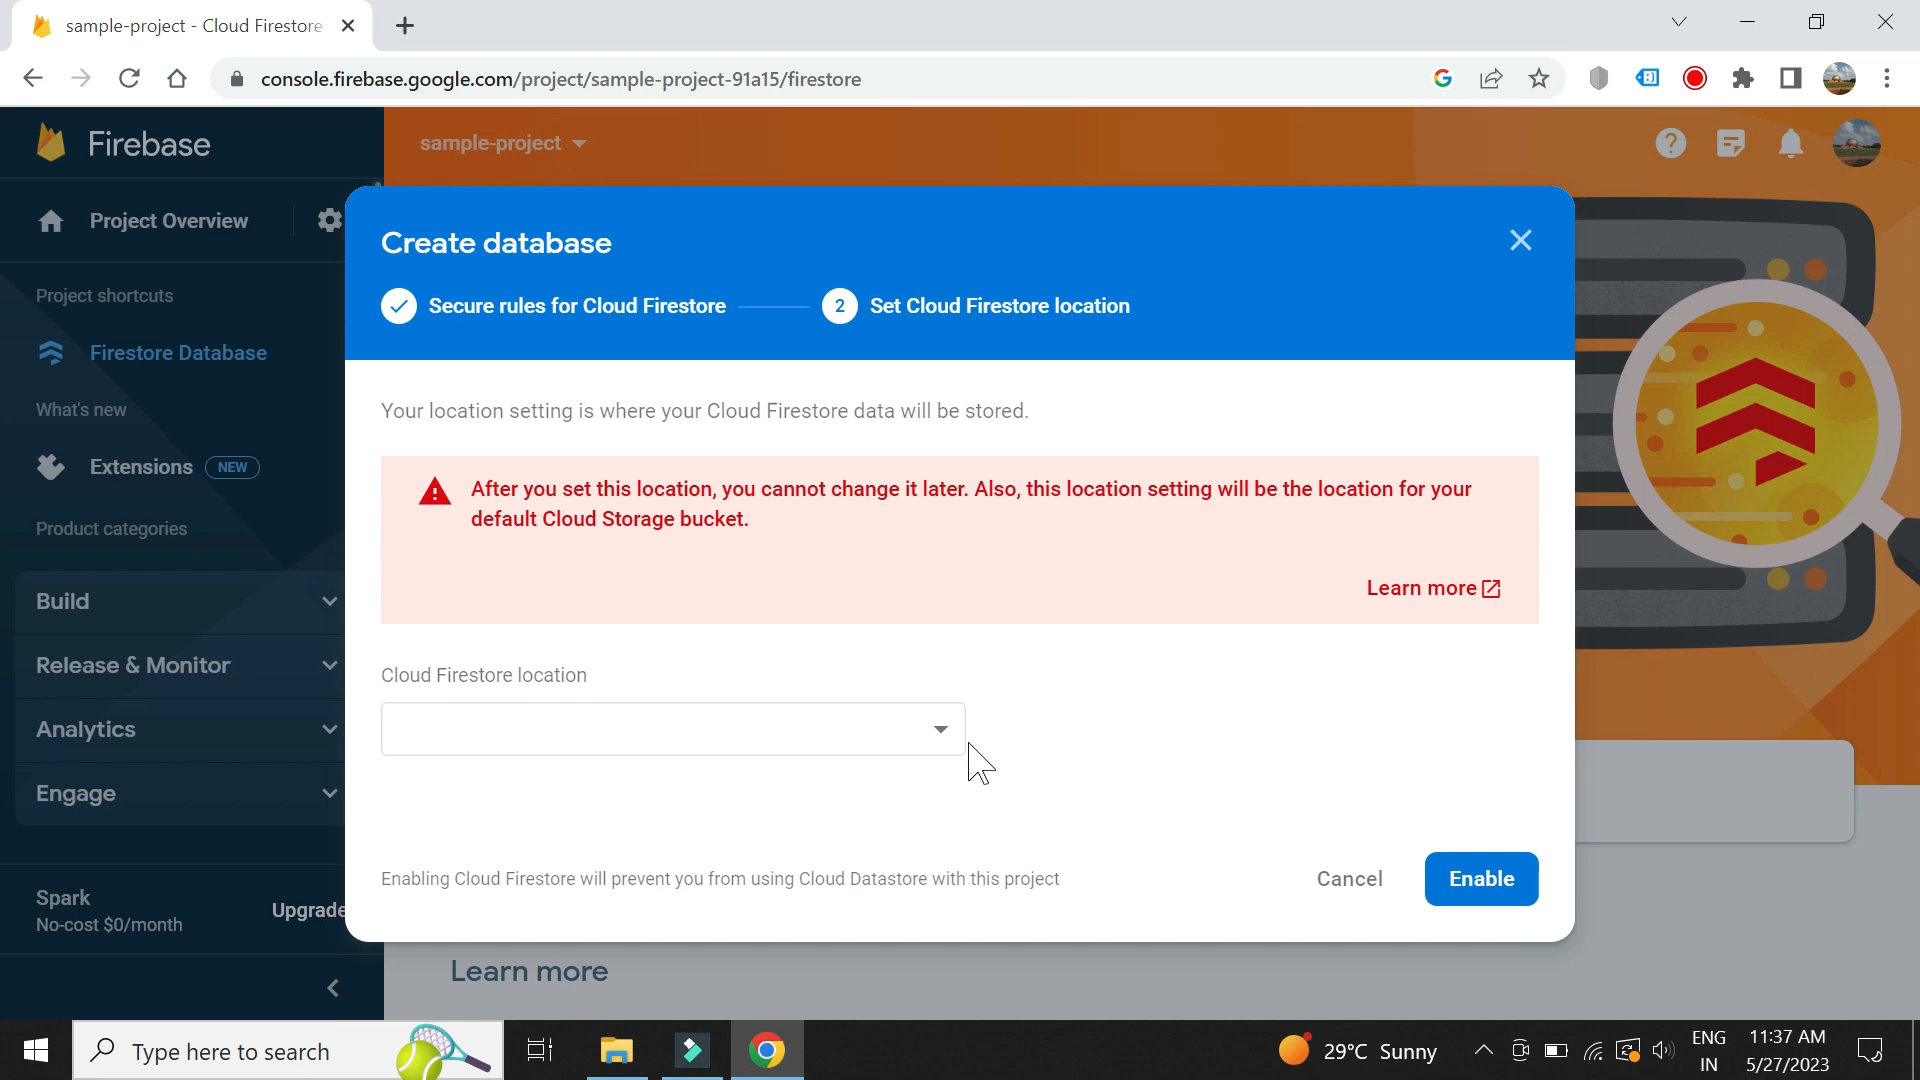 sample-project - Cloud Firestore
console.firebase.google.com/project/sample-project-91a15/firestore
Firebase
sample-project
Project Overview
Project shortcuts
Firestore Database
What's new
Extensions NEW
Product categories
Build
Release & Monitor
Analytics
Engage
Spark
No-cost $0/month
Upgrade
Create database
Secure rules for Cloud Firestore
2 Set Cloud Firestore location
Your location setting is where your Cloud Firestore data will be stored.
After you set this location, you cannot change it later. Also, this location setting will be the location for your
default Cloud Storage bucket.
Learn more
Cloud Firestore location
Enabling Cloud Firestore will prevent you from using Cloud Datastore with this project
Cancel
Enable
Learn more
Type here to search
29°C Sunny
ENG
IN
11:37 AM
5/27/2023